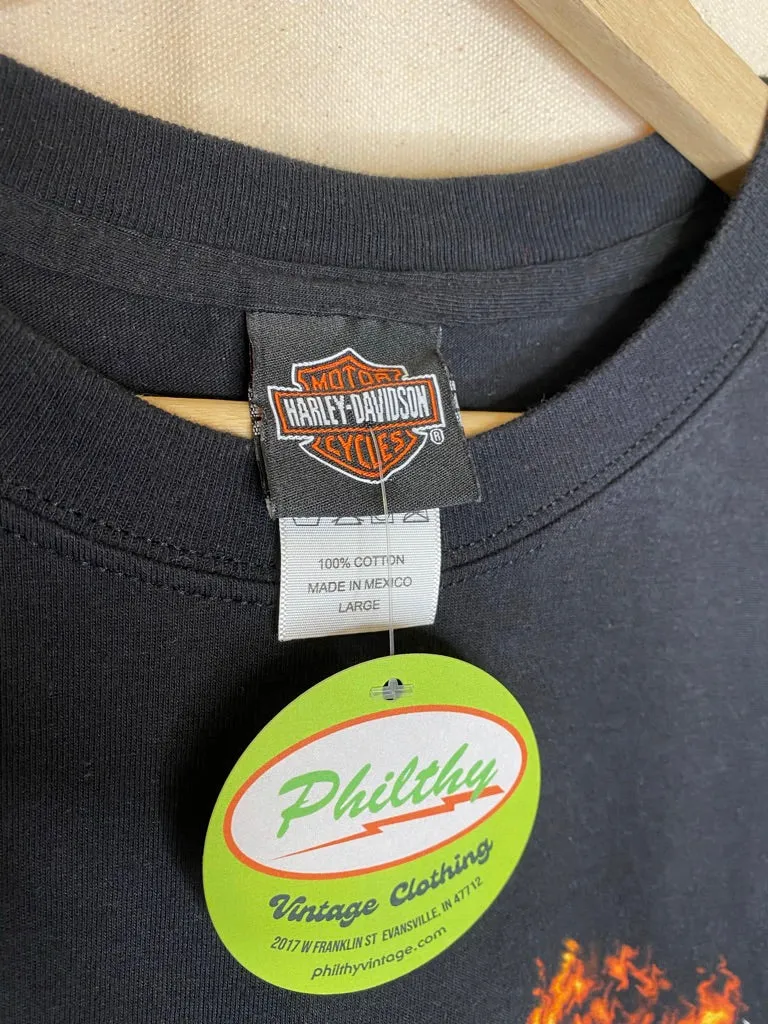 MOTOR
HARLEY-DAVIDSON
CYCLES
®
100% COTTON
MADE IN MEXICO
LARGE
Philthy
Vintage Clothing
2017 W FRANKLIN ST EVANSVILLE, IN 47712
philthyvintage.com